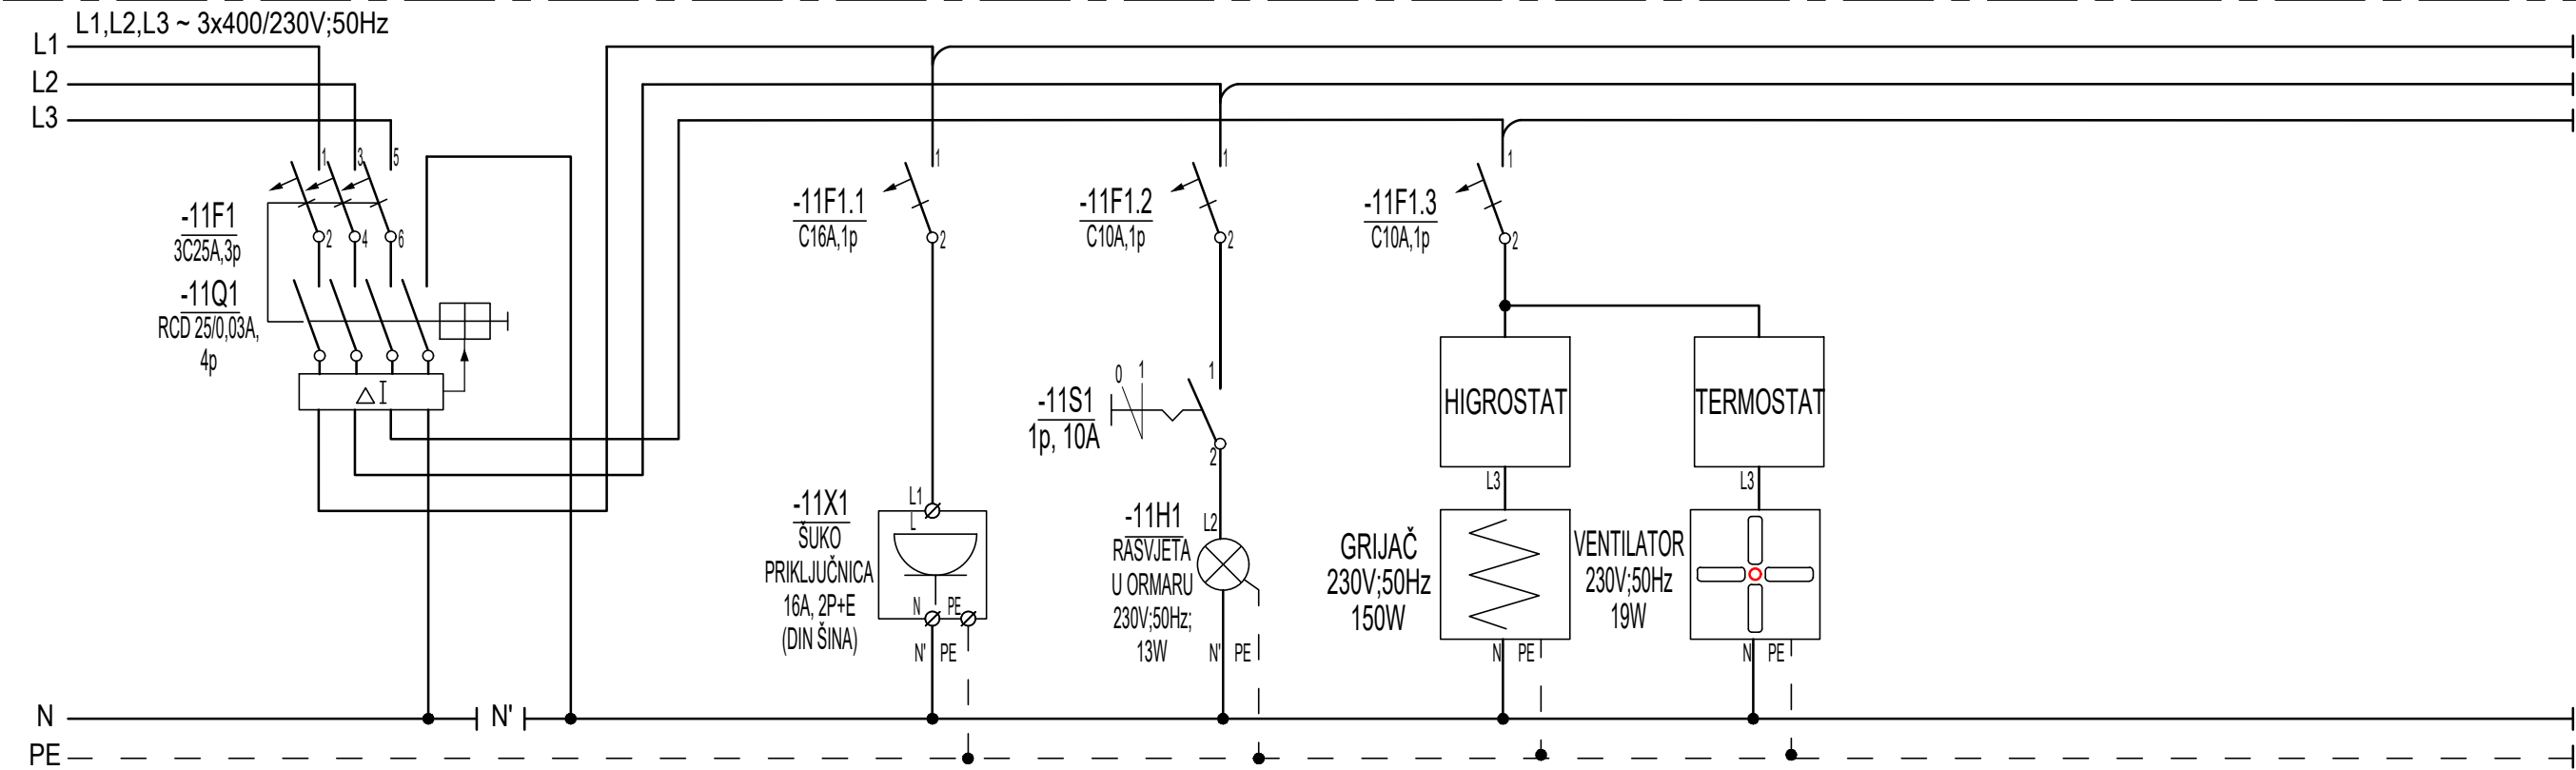 L1,L2,L3 ~ 3x400/230V;50Hz
L1
L2
L3
1 3 5
-11F1
3C25A,3p
2 4 6
-11Q1
RCD 25/0,03A,
4p
△I
1
-11F1.1
C16A,1p
2
1
-11F1.2
C10A,1p
2
1
-11F1.3
C10A,1p
2
0 1
1
-11S1
1p, 10A
2
HIGROSTAT
TERMOSTAT
L3
L3
-11X1
ŠUKO
PRIKLJUČNICA
16A, 2P+E
(DIN ŠINA)
L1
L
N PE
N' PE
-11H1
RASVJETA
U ORMARU
230V;50Hz;
13W
L2
N' PE
GRIJAČ
230V;50Hz
150W
N PE
VENTILATOR
230V;50Hz
19W
N PE
N
N'
PE